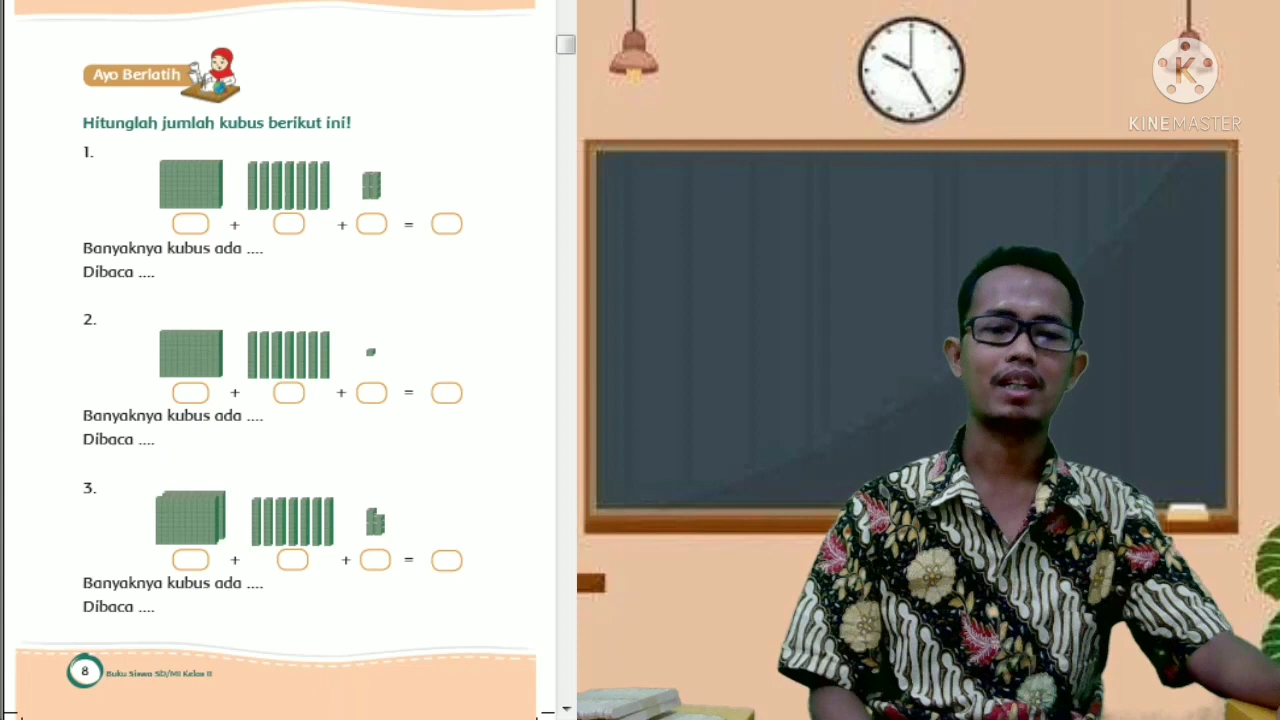 Ayo Berlatih
Hitunglah jumlah kubus berikut ini!
1.
+ + =
Banyaknya kubus ada ....
Dibaca ....
2.
+ + =
Banyaknya kubus ada ....
Dibaca ....
3.
+ + =
Banyaknya kubus ada ....
Dibaca ....
8
Buku Siswa SD/MI Kelas II
K
KINEMASTER